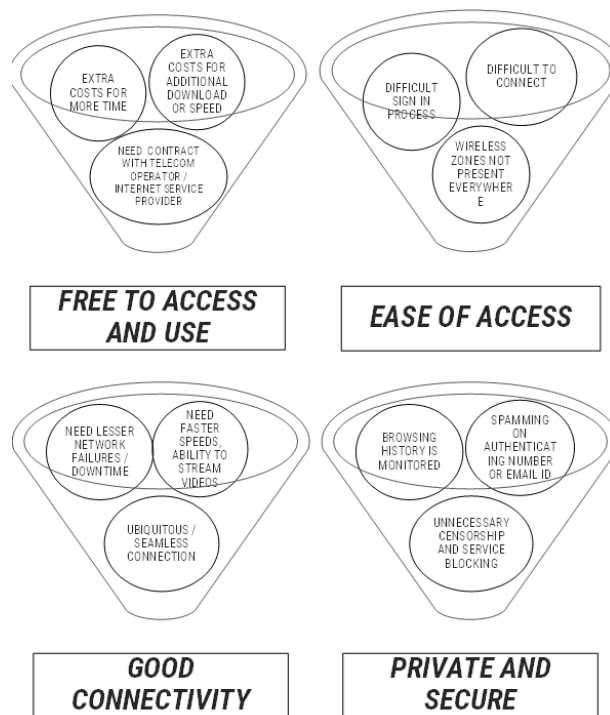 EXTRA
COSTS FOR
MORE TIME
EXTRA
COSTS FOR
ADDITIONAL
DOWNLOAD
OR SPEED
NEED CONTRACT
WITH TELECOM
OPERATOR /
INTERNET SERVICE
PROVIDER
FREE TO ACCESS
AND USE
DIFFICULT
SIGN IN
PROCESS
DIFFICULT TO
CONNECT
WIRELESS
ZONES NOT
PRESENT
EVERYWHER
E
EASE OF ACCESS
NEED LESSER
NETWORK
FAILURES /
DOWNTIME
NEED
FASTER
SPEEDS,
ABILITY TO
STREAM
VIDEOS
UBIQUITOUS /
SEAMLESS
CONNECTION
GOOD
CONNECTIVITY
BROWSING
HISTORY IS
MONITORED
SPAMMING
ON
AUTHENTICAT
ING NUMBER
OR EMAIL ID
UNNECESSARY
CENSORSHIP
AND SERVICE
BLOCKING
PRIVATE AND
SECURE